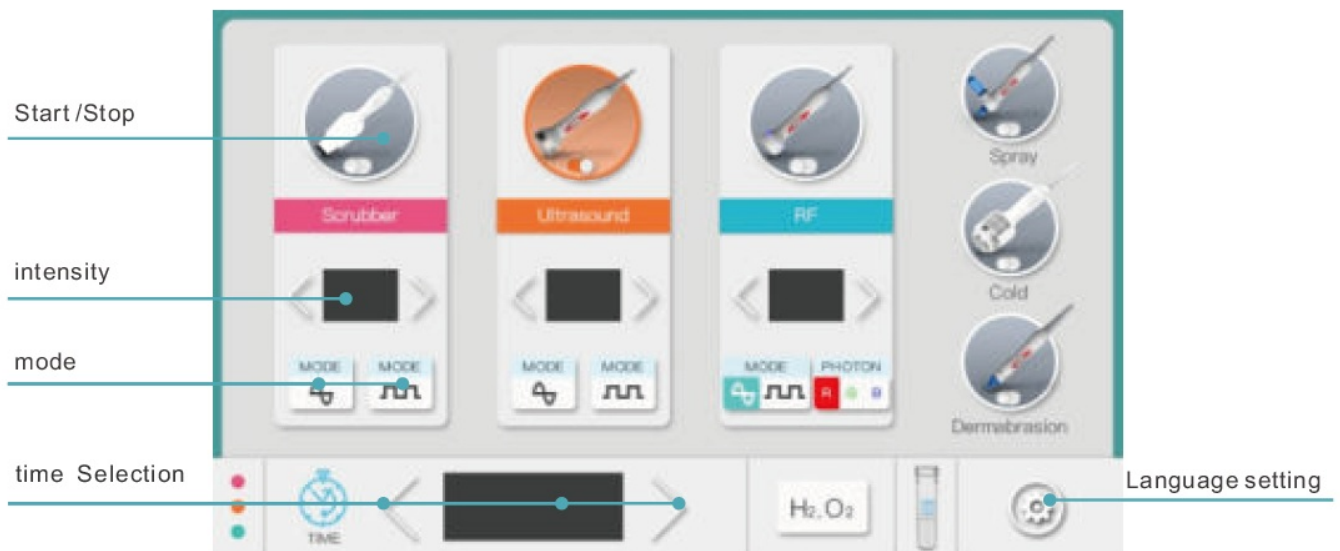 Start /Stop
Scrubber
Ultrasound
RF
Spray
intensity
Cold
mode
MODE MODE
MODE MODE
MODE PHOTON
R G B
Dermabrasion
time Selection
TIME
H₂, O₂
Language setting